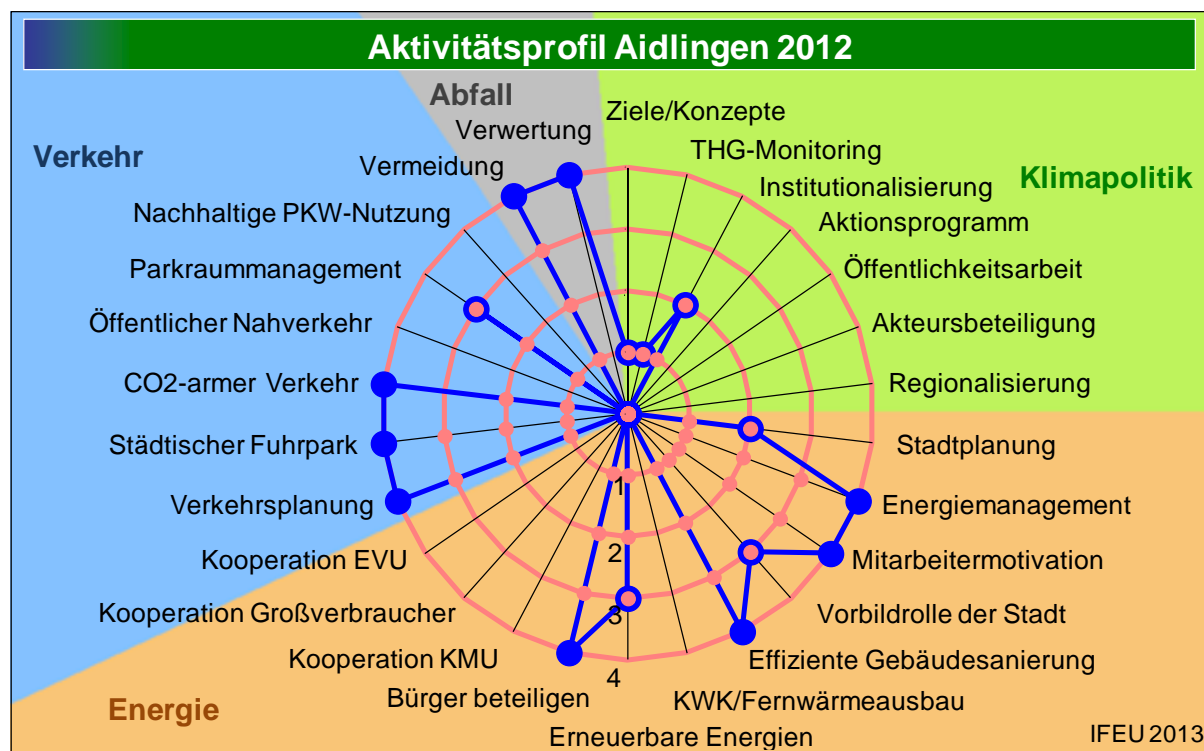 Aktivitätsprofil Aidlingen 2012
Abfall
Ziele/Konzepte
Verwertung
THG-Monitoring
Verkehr
Vermeidung
Institutionalisierung
Klimapolitik
Nachhaltige PKW-Nutzung
Aktionsprogramm
Parkraummanagement
Öffentlichkeitsarbeit
Öffentlicher Nahverkehr
Akteursbeteiligung
CO2-armer Verkehr
Regionalisierung
Städtischer Fuhrpark
Stadtplanung
1
Verkehrsplanung
Energiemanagement
2
Kooperation EVU
Mitarbeitermotivation
3
Kooperation Großverbraucher
Vorbildrolle der Stadt
Kooperation KMU
Effiziente Gebäudesanierung
4
Bürger beteiligen
KWK/Fernwärmeausbau
Energie
Erneuerbare Energien
IFEU 2013